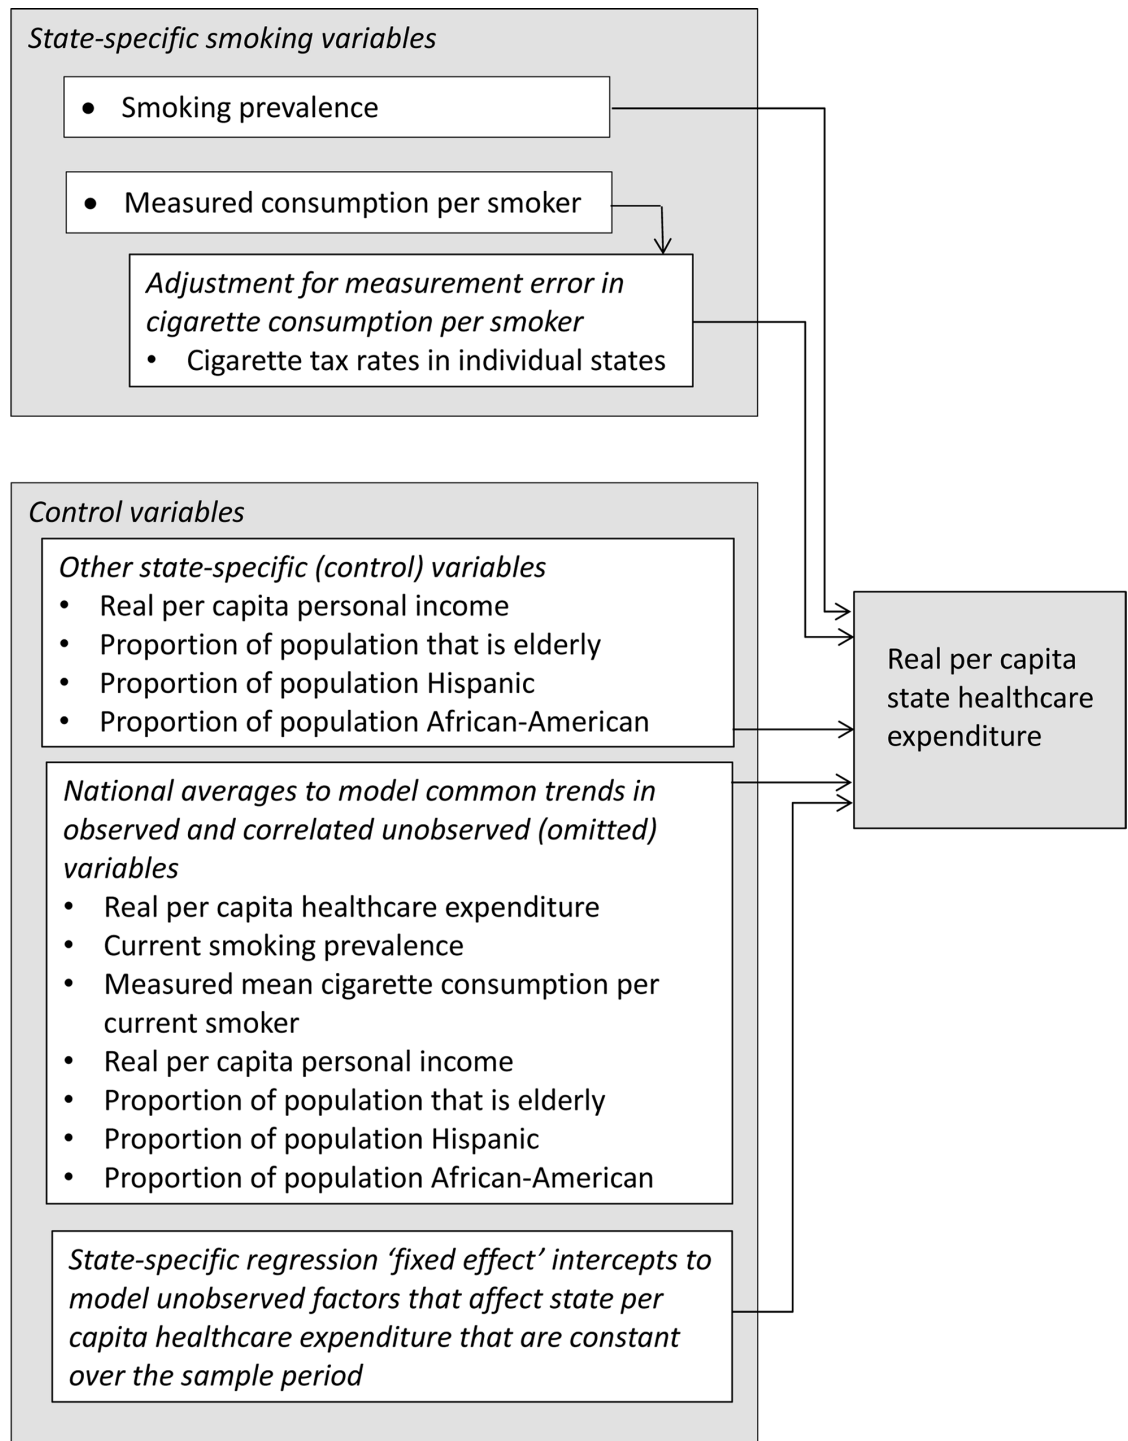 State-specific smoking variables
• Smoking prevalence
• Measured consumption per smoker
Adjustment for measurement error in
cigarette consumption per smoker
• Cigarette tax rates in individual states
Control variables
Other state-specific (control) variables
• Real per capita personal income
• Proportion of population that is elderly
• Proportion of population Hispanic
• Proportion of population African-American
National averages to model common trends in
observed and correlated unobserved (omitted)
variables
• Real per capita healthcare expenditure
• Current smoking prevalence
• Measured mean cigarette consumption per
current smoker
• Real per capita personal income
• Proportion of population that is elderly
• Proportion of population Hispanic
• Proportion of population African-American
State-specific regression ‘fixed effect’ intercepts to
model unobserved factors that affect state per
capita healthcare expenditure that are constant
over the sample period
Real per capita
state healthcare
expenditure